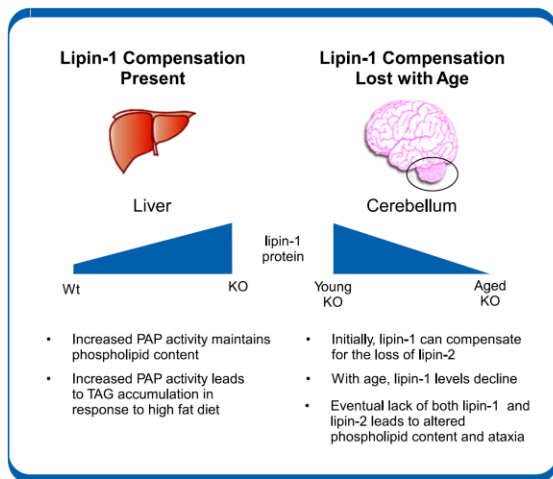 Lipin-1 Compensation
Present
Lipin-1 Compensation
Lost with Age
Liver
Cerebellum
lipin-1
protein
Wt
KO
Young
KO
Aged
KO
• Increased PAP activity maintains
phospholipid content
• Increased PAP activity leads
to TAG accumulation in
response to high fat diet
• Initially, lipin-1 can compensate
for the loss of lipin-2
• With age, lipin-1 levels decline
• Eventual lack of both lipin-1 and
lipin-2 leads to altered
phospholipid content and ataxia